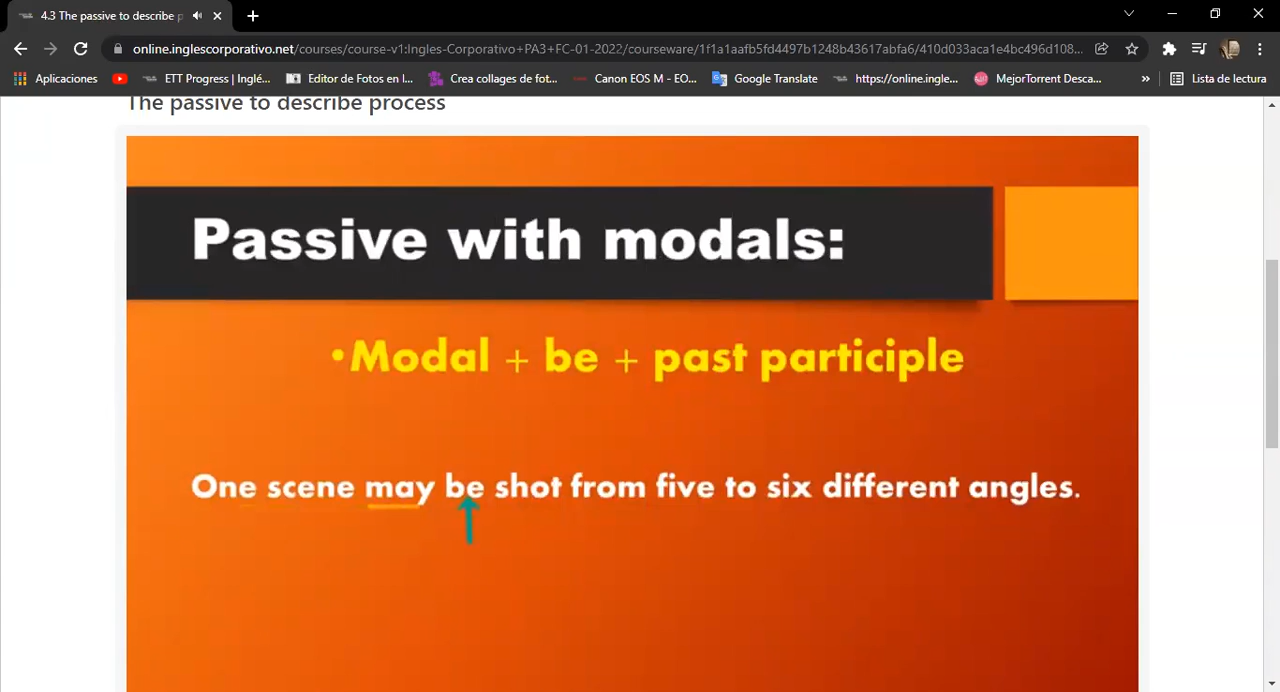 4.3 The passive to describe p
online.inglescorporativo.net/courses/course-v1:Ingles-Corporativo+PA3+FC-01-2022/courseware/1f1a1aafb5fd4497b1248b43617abfa6/410d033aca1e4bc496d108...
Aplicaciones
ETT Progress | Inglé...
Editor de Fotos en l...
Crea collages de fot...
Canon EOS M - EO...
Google Translate
https://online.ingle...
MejorTorrent Desca...
»
Lista de lectura
The passive to describe process
Passive with modals:
•Modal + be + past participle
One scene may be shot from five to six different angles.